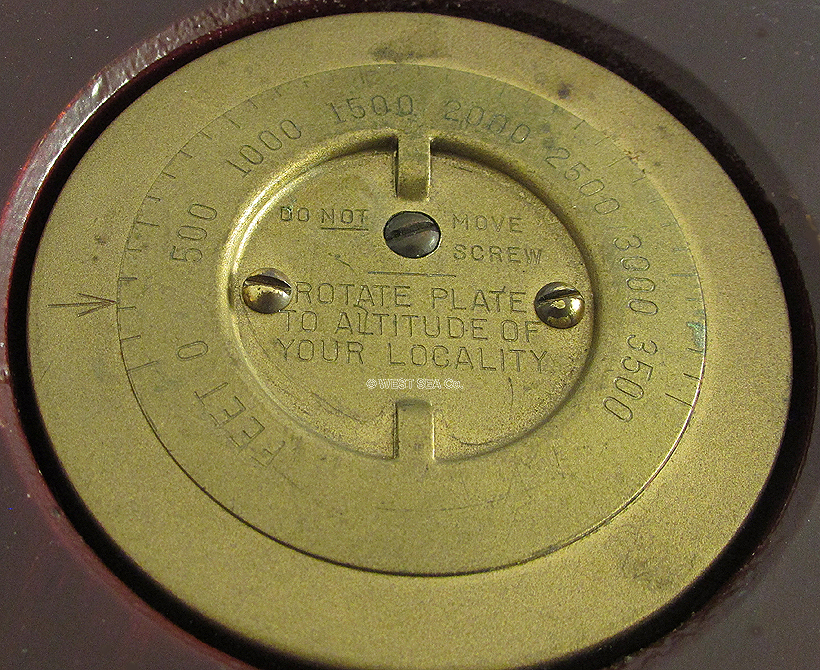 FEET 0 500 1000 1500 2000 2500 3000 3500
DO NOT MOVE
SCREW
ROTATE PLATE
TO ALTITUDE OF
YOUR LOCALITY
© WEST SEA Co.